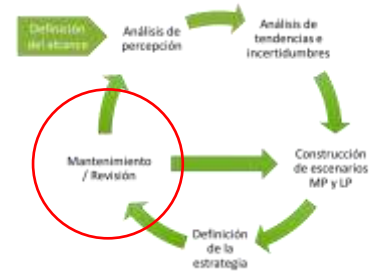 Definición
del alcance
Análisis de
percepción
Análisis de
tendencias e
incertidumbres
Mantenimiento
/ Revisión
Construcción
de escenarios
MP y LP
Definición
de la
estrategia